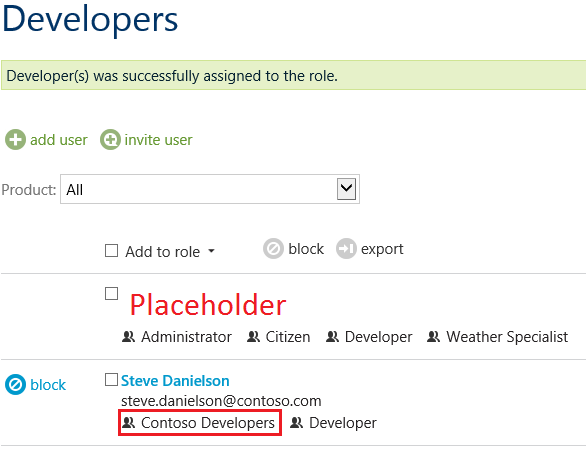 Developers
Developer(s) was successfully assigned to the role.
add user invite user
Product: All
Add to role block export
Placeholder
Administrator Citizen Developer Weather Specialist
block Steve Danielson
steve.danielson@contoso.com
Contoso Developers Developer